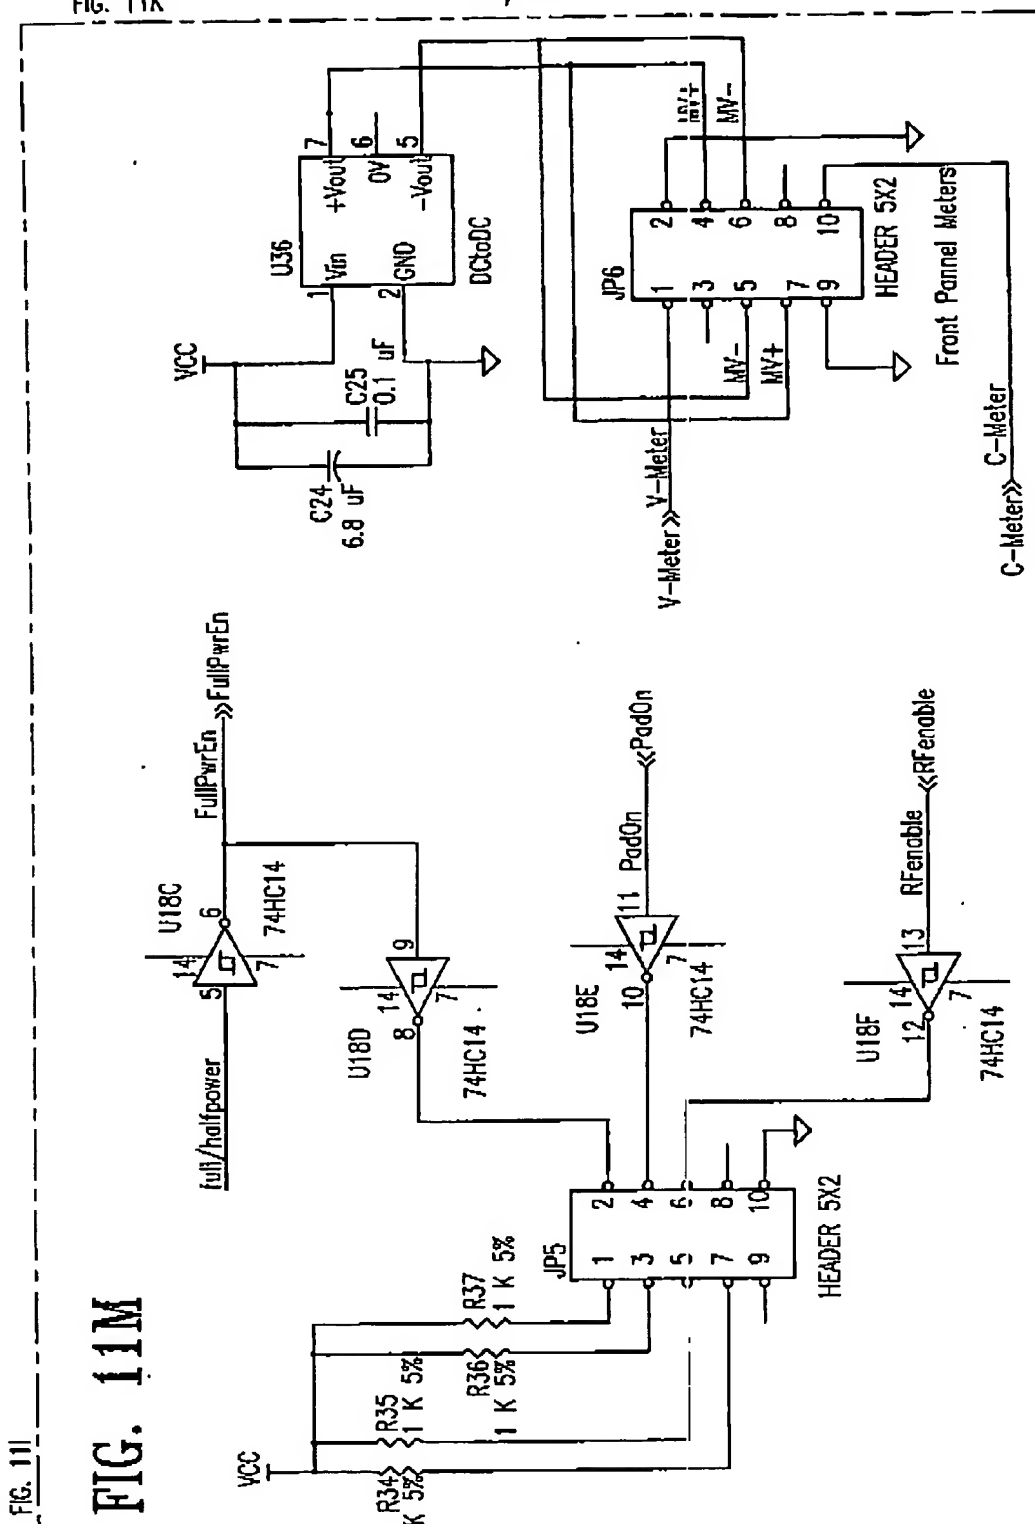 FIG. 11K
FIG. 11I
FIG. 11M
VCC
C24
6.8 uF
C25
0.1 uF
U36
1
Vin
2
GND
+Vout
7
0V
6
-Vout
5
DCtoDC
MV+
MV-
JP6
1
2
3
4
5
6
7
8
9
10
HEADER 5X2
Front Pannel Meters
MV-
MV+
V-Meter
V-Meter
C-Meter
C-Meter
full/halfpower
U18C
5
14
6
7
74HC14
FullPwrEn
FullPwrEn
U18D
9
14
8
7
74HC14
U18E
11
14
10
7
74HC14
PadOn
PadOn
U18F
13
14
12
7
74HC14
RFenable
RFenable
JP5
1
2
3
4
5
6
7
8
9
10
HEADER 5X2
VCC
R34
K 5%
R35
1 K 5%
R36
1 K 5%
R37
1 K 5%